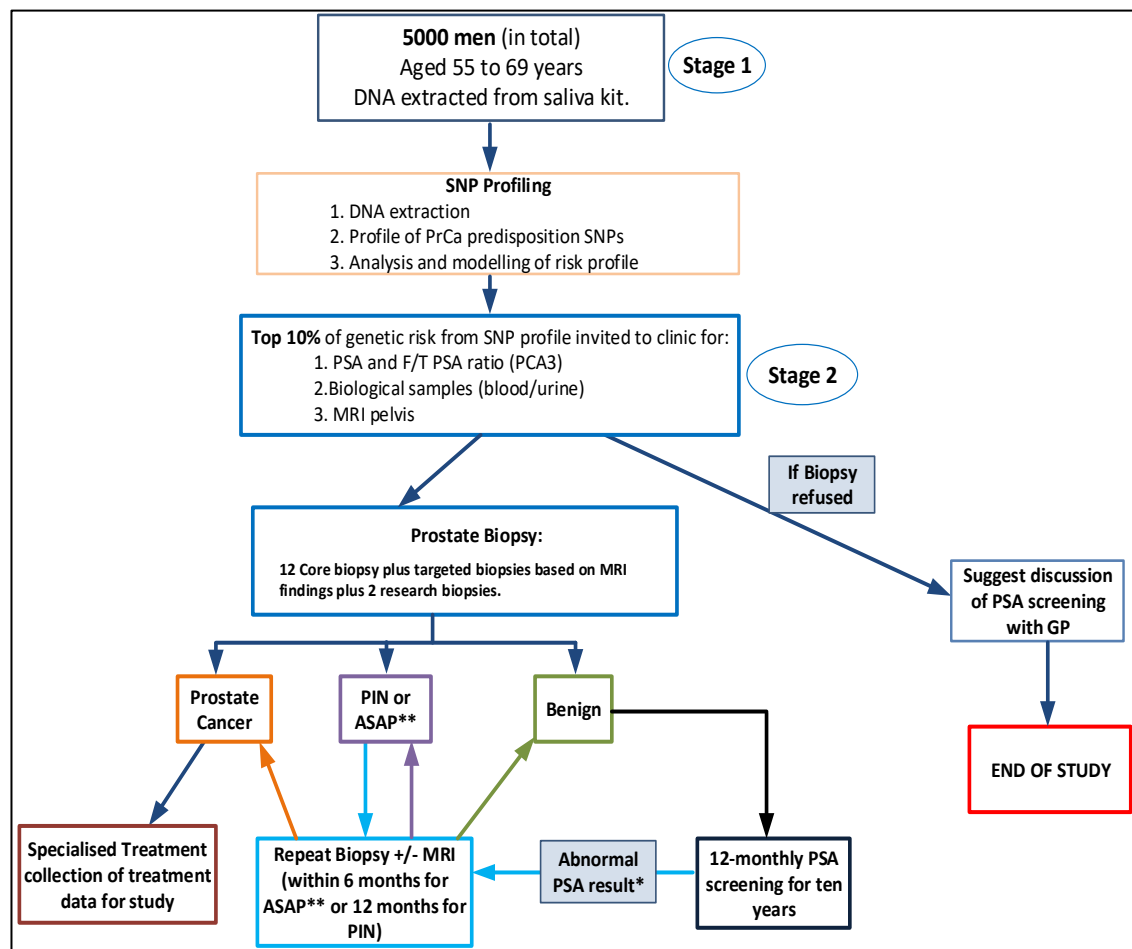 5000 men (in total)
Aged 55 to 69 years
DNA extracted from saliva kit.
Stage 1
SNP Profiling
1. DNA extraction
2. Profile of PrCa predisposition SNPs
3. Analysis and modelling of risk profile
Top 10% of genetic risk from SNP profile invited to clinic for:
1. PSA and F/T PSA ratio (PCA3)
2.Biological samples (blood/urine)
3. MRI pelvis
Stage 2
If Biopsy
refused
Prostate Biopsy:
12 Core biopsy plus targeted biopsies based on MRI
findings plus 2 research biopsies.
Suggest discussion
of PSA screening
with GP
Prostate
Cancer
PIN or
ASAP**
Benign
END OF STUDY
Specialised Treatment
collection of treatment
data for study
Repeat Biopsy +/- MRI
(within 6 months for
ASAP** or 12 months for
PIN)
Abnormal
PSA result*
12-monthly PSA
screening for ten
years